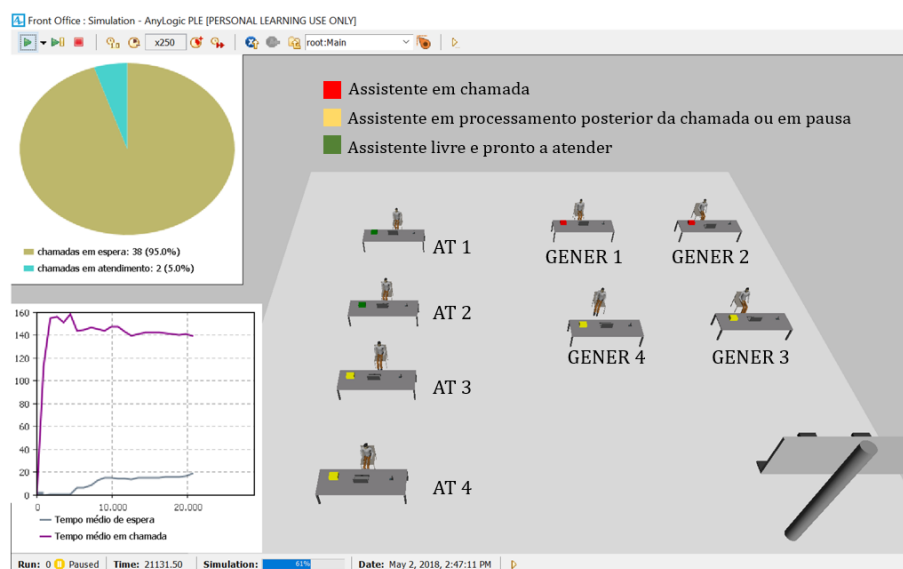 Front Office : Simulation - AnyLogic PLE [PERSONAL LEARNING USE ONLY]
x250
root:Main
Assistente em chamada
Assistente em processamento posterior da chamada ou em pausa
Assistente livre e pronto a atender
chamadas em espera: 38 (95.0%)
chamadas em atendimento: 2 (5.0%)
AT 1
GENER 1
GENER 2
AT 2
GENER 4
GENER 3
AT 3
AT 4
160
140
120
100
80
60
40
20
0
0
10.000
20.000
Tempo médio de espera
Tempo médio em chamada
Run: 0 Paused Time: 21131.50 Simulation: 61% Date: May 2, 2018, 2:47:11 PM